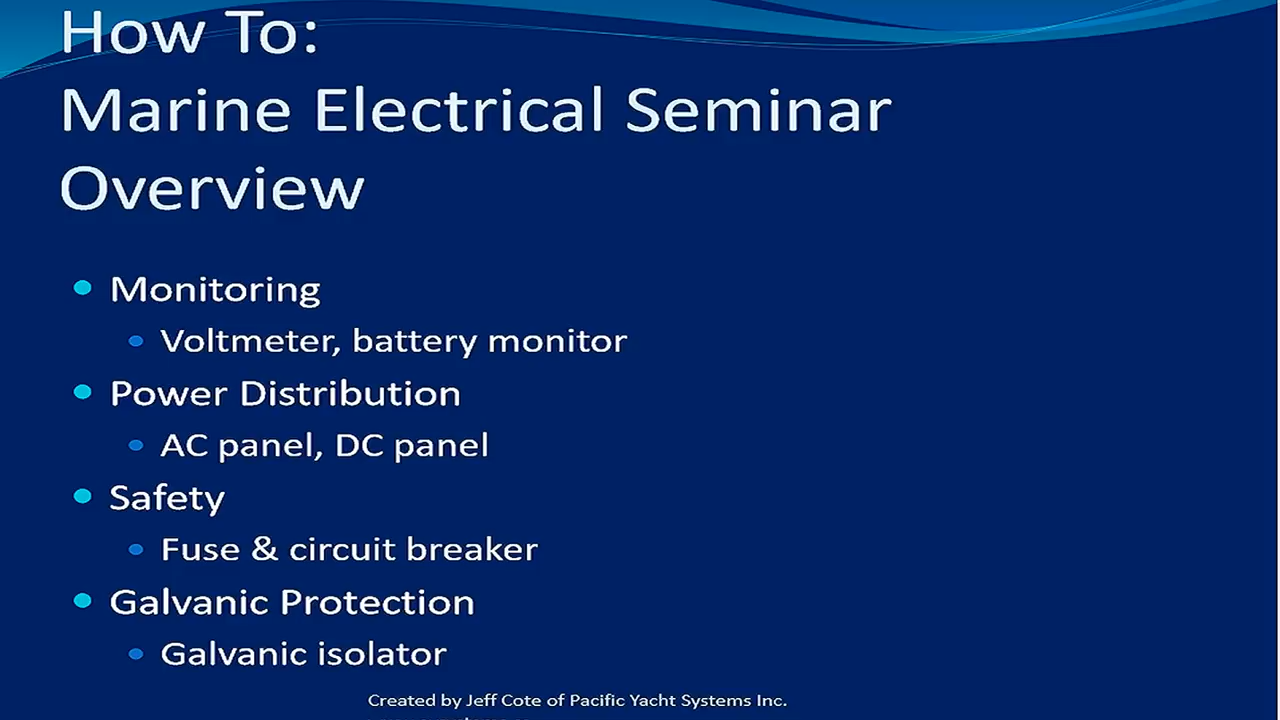 How To:
Marine Electrical Seminar
Overview
Monitoring
Voltmeter, battery monitor
Power Distribution
AC panel, DC panel
Safety
Fuse & circuit breaker
Galvanic Protection
Galvanic isolator
Created by Jeff Cote of Pacific Yacht Systems Inc.